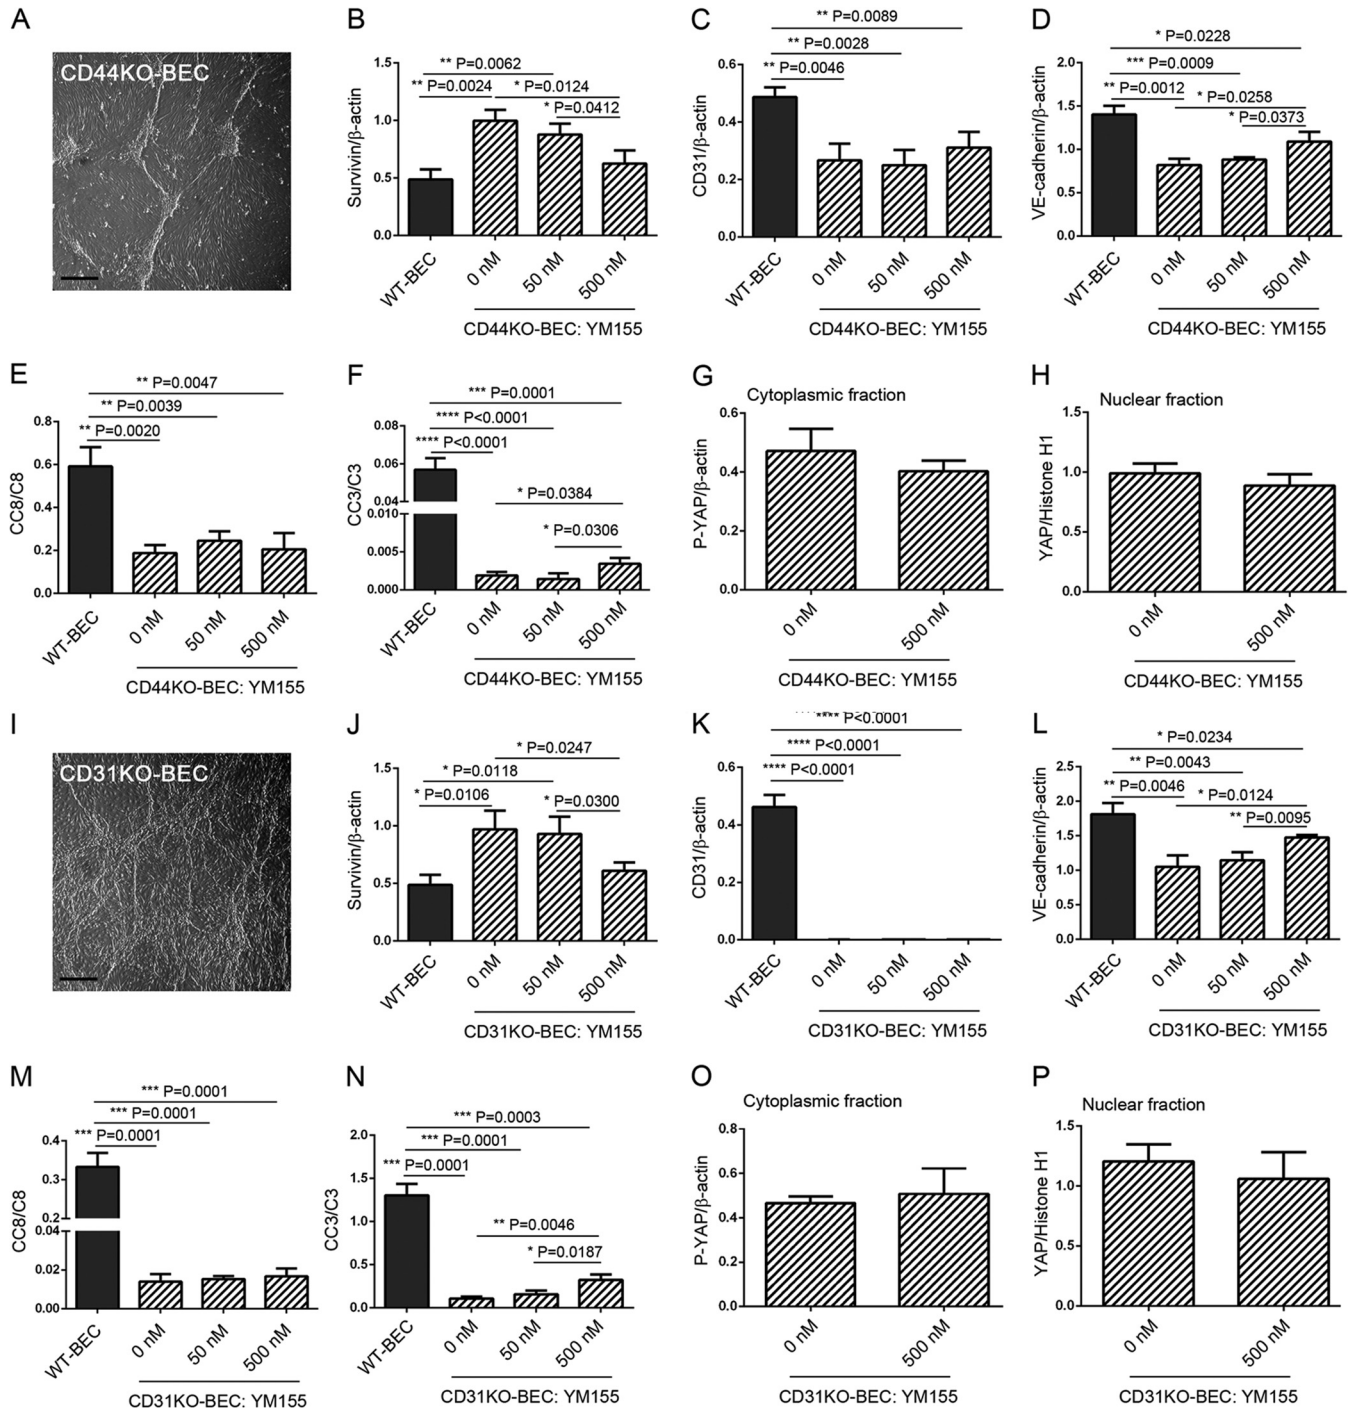 A
CD44KO-BEC
B
** P=0.0062
** P=0.0024
* P=0.0124
* P=0.0412
Survivin/β-actin
1.5
1.0
0.5
0.0
WT-BEC
0 nM
50 nM
500 nM
CD44KO-BEC: YM155
C
** P=0.0089
** P=0.0028
** P=0.0046
CD31/β-actin
0.6
0.4
0.2
0.0
WT-BEC
0 nM
50 nM
500 nM
CD44KO-BEC: YM155
D
* P=0.0228
*** P=0.0009
** P=0.0012
* P=0.0258
* P=0.0373
VE-cadherin/β-actin
2.0
1.5
1.0
0.5
0.0
WT-BEC
0 nM
50 nM
500 nM
CD44KO-BEC: YM155
E
** P=0.0047
** P=0.0039
** P=0.0020
CC8/C8
0.8
0.6
0.4
0.2
0.0
WT-BEC
0 nM
50 nM
500 nM
CD44KO-BEC: YM155
F
*** P=0.0001
**** P<0.0001
**** P<0.0001
* P=0.0384
* P=0.0306
CC3/C3
0.08
0.06
0.04
0.010
0.005
0.000
WT-BEC
0 nM
50 nM
500 nM
CD44KO-BEC: YM155
G
Cytoplasmic fraction
P-YAP/β-actin
0.6
0.4
0.2
0.0
0 nM
500 nM
CD44KO-BEC: YM155
H
Nuclear fraction
YAP/Histone H1
1.5
1.0
0.5
0.0
0 nM
500 nM
CD44KO-BEC: YM155
I
CD31KO-BEC
J
* P=0.0247
* P=0.0118
* P=0.0106
* P=0.0300
Survivin/β-actin
1.5
1.0
0.5
0.0
WT-BEC
0 nM
50 nM
500 nM
CD31KO-BEC: YM155
K
**** P<0.0001
**** P<0.0001
**** P<0.0001
CD31/β-actin
0.6
0.4
0.2
0.0
WT-BEC
0 nM
50 nM
500 nM
CD31KO-BEC: YM155
L
* P=0.0234
** P=0.0043
** P=0.0046
* P=0.0124
** P=0.0095
VE-cadherin/β-actin
2.5
2.0
1.5
1.0
0.5
0.0
WT-BEC
0 nM
50 nM
500 nM
CD31KO-BEC: YM155
M
*** P=0.0001
*** P=0.0001
*** P=0.0001
CC8/C8
0.4
0.3
0.2
0.04
0.02
0.00
WT-BEC
0 nM
50 nM
500 nM
CD31KO-BEC: YM155
N
*** P=0.0003
*** P=0.0001
*** P=0.0001
** P=0.0046
* P=0.0187
CC3/C3
2.0
1.5
1.0
0.5
0.0
WT-BEC
0 nM
50 nM
500 nM
CD31KO-BEC: YM155
O
Cytoplasmic fraction
P-YAP/β-actin
0.8
0.6
0.4
0.2
0.0
0 nM
500 nM
CD31KO-BEC: YM155
P
Nuclear fraction
YAP/Histone H1
1.5
1.0
0.5
0.0
0 nM
500 nM
CD31KO-BEC: YM155